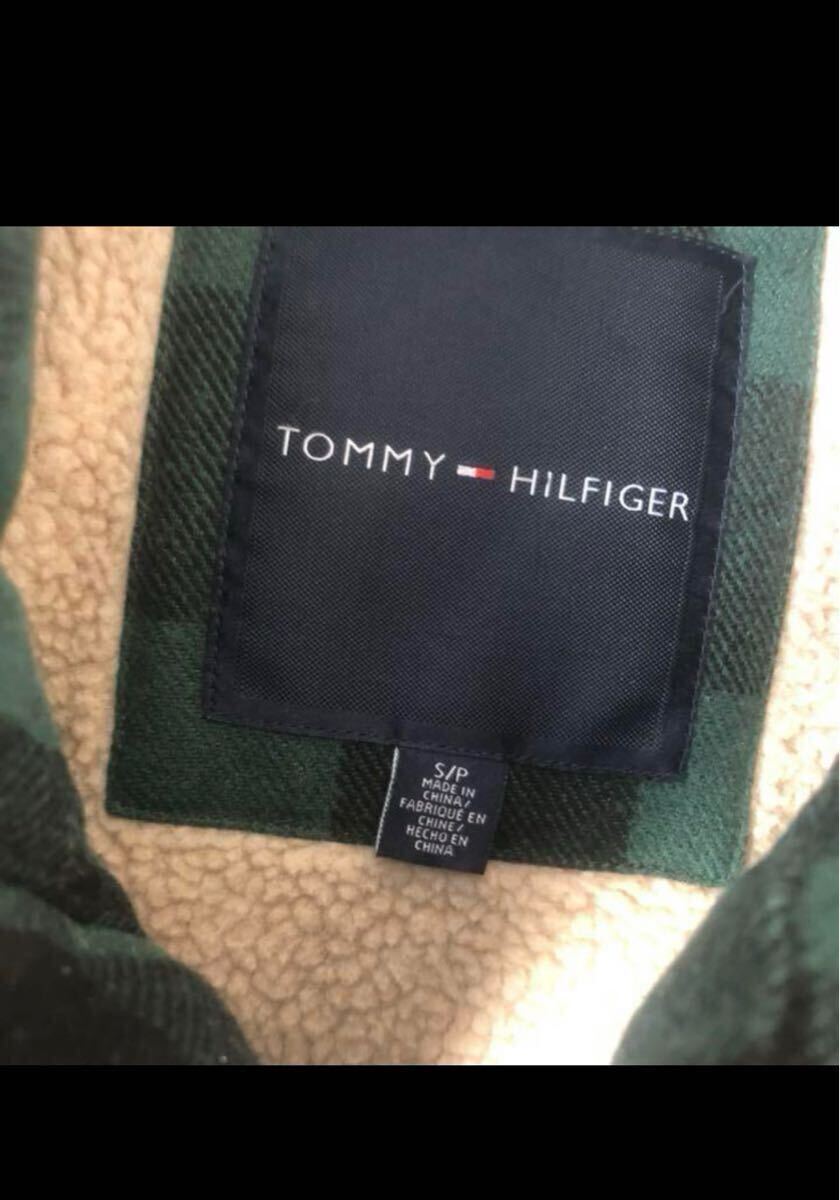 TOMMY HILFIGER
S/P
MADE IN
CHINA/
FABRIQUÉ EN
CHINE/
HECHO EN
CHINA